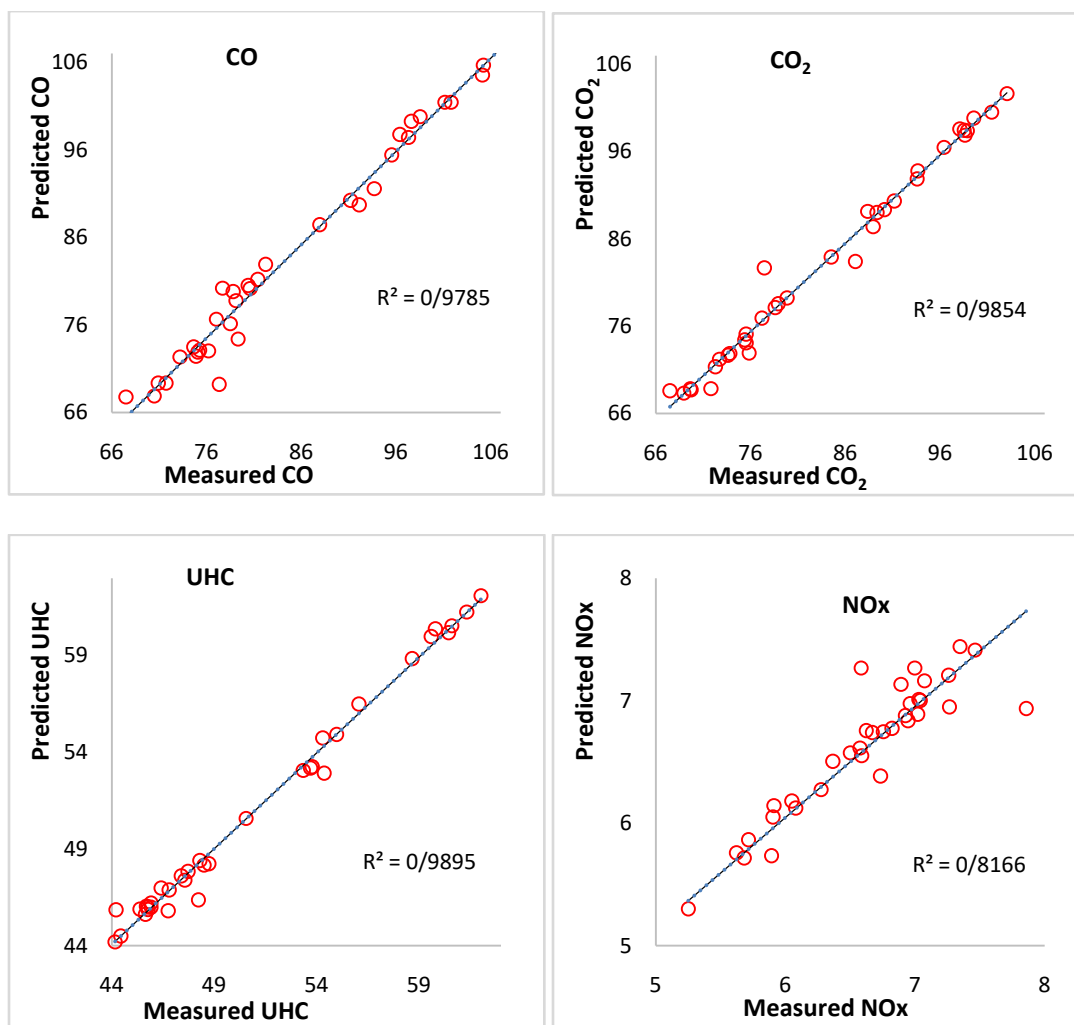 CO
Predicted CO
106
96
86
76
66
R² = 0/9785
66 76 86 96 106
Measured CO
CO₂
Predicted CO₂
106
96
86
76
66
R² = 0/9854
66 76 86 96 106
Measured CO₂
UHC
Predicted UHC
59
54
49
44
R² = 0/9895
44 49 54 59
Measured UHC
NOx
Predicted NOx
8
7
6
5
R² = 0/8166
5 6 7 8
Measured NOx